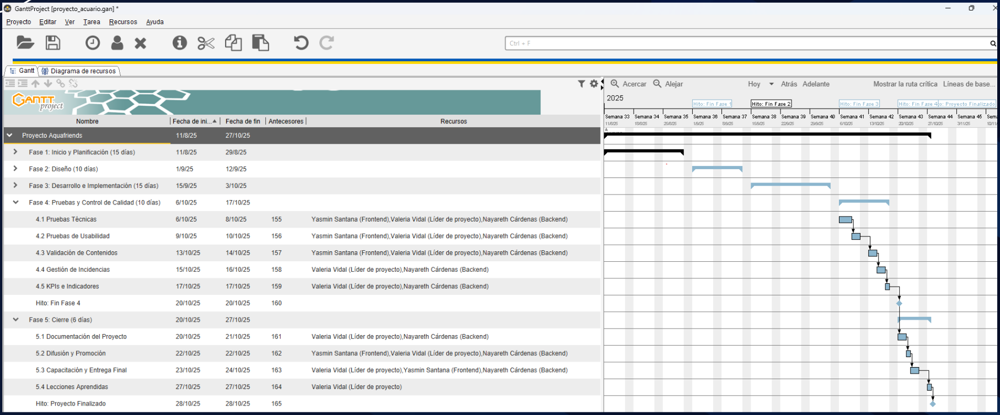 GanttProject [proyecto_acuario.gan] *
Proyecto Editar Ver Tarea Recursos Ayuda
Ctrl + F
Gantt Diagrama de recursos
Acercar Alejar Hoy Atrás Adelante Mostrar la ruta crítica Líneas de base...
GANTT project
2025
Hito: Fin Fase 1 Hito: Fin Fase 2 Hito: Fin Fase 3 Hito: Fin Fase 4 o: Proyecto Finalizado
Nombre Fecha de ini... Fecha de fin Antecesores Recursos
Semana 33 Semana 34 Semana 35 Semana 36 Semana 37 Semana 38 Semana 39 Semana 40 Semana 41 Semana 42 Semana 43 Semana 44 Semana 45 Sem
11/8/25 18/8/25 25/8/25 1/9/25 8/9/25 15/9/25 22/9/25 29/9/25 6/10/25 13/10/25 20/10/25 27/10/25 3/11/25 10/11/
Proyecto Aquafriends 11/8/25 27/10/25
Fase 1: Inicio y Planificación (15 días) 11/8/25 29/8/25
Fase 2: Diseño (10 días) 1/9/25 12/9/25
Fase 3: Desarrollo e Implementación (15 días) 15/9/25 3/10/25
Fase 4: Pruebas y Control de Calidad (10 días) 6/10/25 17/10/25
4.1 Pruebas Técnicas 6/10/25 8/10/25 155 Yasmin Santana (Frontend),Valeria Vidal (Líder de proyecto),Nayareth Cárdenas (Backend)
4.2 Pruebas de Usabilidad 9/10/25 10/10/25 156 Yasmin Santana (Frontend),Valeria Vidal (Líder de proyecto),Nayareth Cárdenas (Backend)
4.3 Validación de Contenidos 13/10/25 14/10/25 157 Yasmin Santana (Frontend),Valeria Vidal (Líder de proyecto),Nayareth Cárdenas (Backend)
4.4 Gestión de Incidencias 15/10/25 16/10/25 158 Valeria Vidal (Líder de proyecto),Nayareth Cárdenas (Backend)
4.5 KPIs e Indicadores 17/10/25 17/10/25 159 Valeria Vidal (Líder de proyecto),Nayareth Cárdenas (Backend)
Hito: Fin Fase 4 20/10/25 20/10/25 160
Fase 5: Cierre (6 días) 20/10/25 27/10/25
5.1 Documentación del Proyecto 20/10/25 21/10/25 161 Valeria Vidal (Líder de proyecto),Nayareth Cárdenas (Backend)
5.2 Difusión y Promoción 22/10/25 22/10/25 162 Yasmin Santana (Frontend),Valeria Vidal (Líder de proyecto),Nayareth Cárdenas (Backend)
5.3 Capacitación y Entrega Final 23/10/25 24/10/25 163 Valeria Vidal (Líder de proyecto),Yasmin Santana (Frontend),Nayareth Cárdenas (Backend)
5.4 Lecciones Aprendidas 27/10/25 27/10/25 164 Valeria Vidal (Líder de proyecto)
Hito: Proyecto Finalizado 28/10/25 28/10/25 165